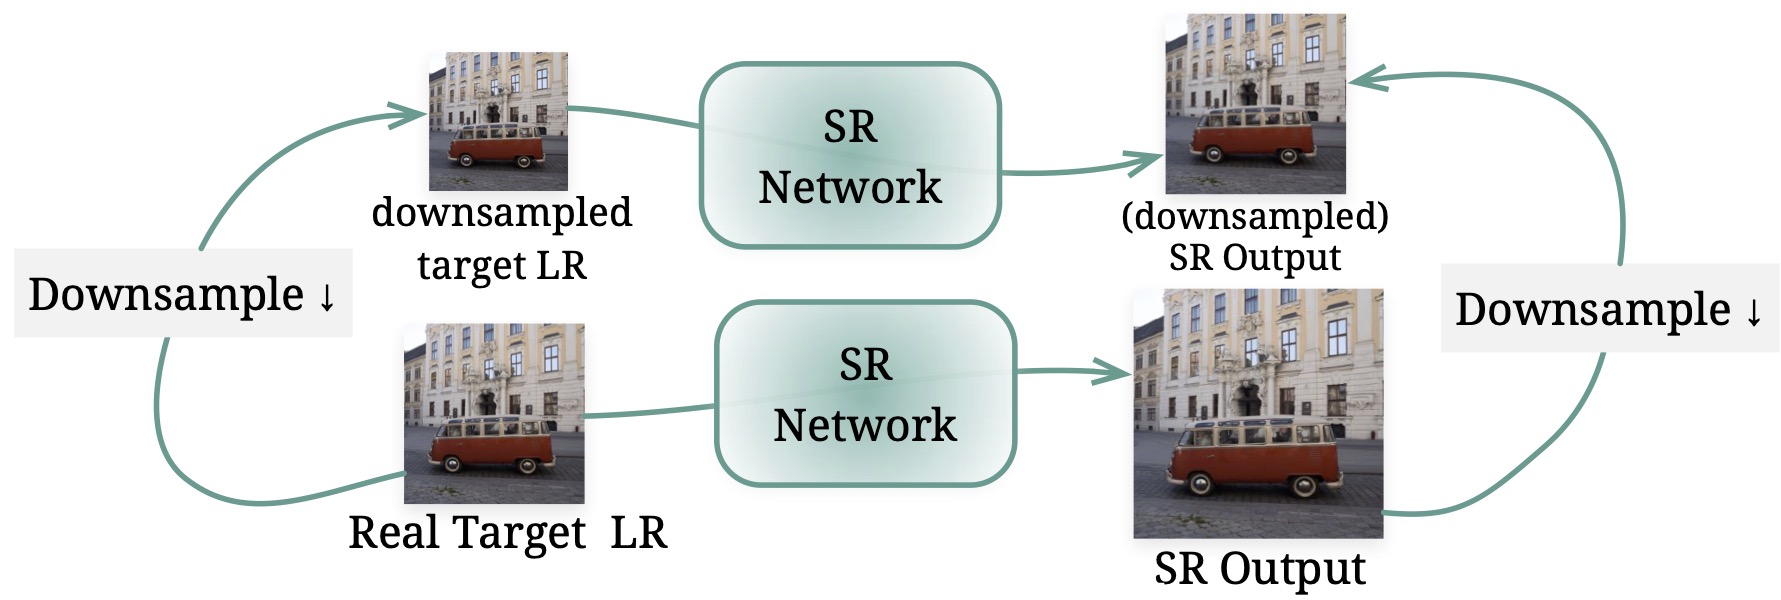 SR
Network
downsampled
target LR
(downsampled)
SR Output
Downsample ↓
Downsample ↓
SR
Network
Real Target LR
SR Output